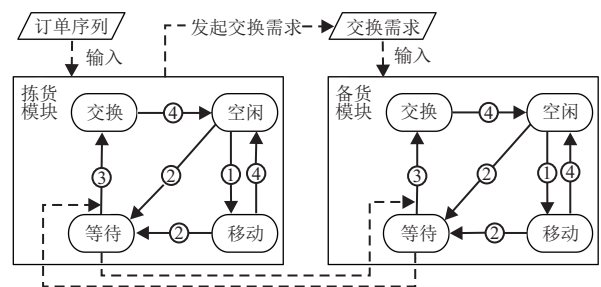 订单序列
发起交换需求
交换需求
输入
输入
拣货
模块
交换
④
空闲
③
②
①
④
等待
②
移动
备货
模块
交换
④
空闲
③
②
①
④
等待
②
移动